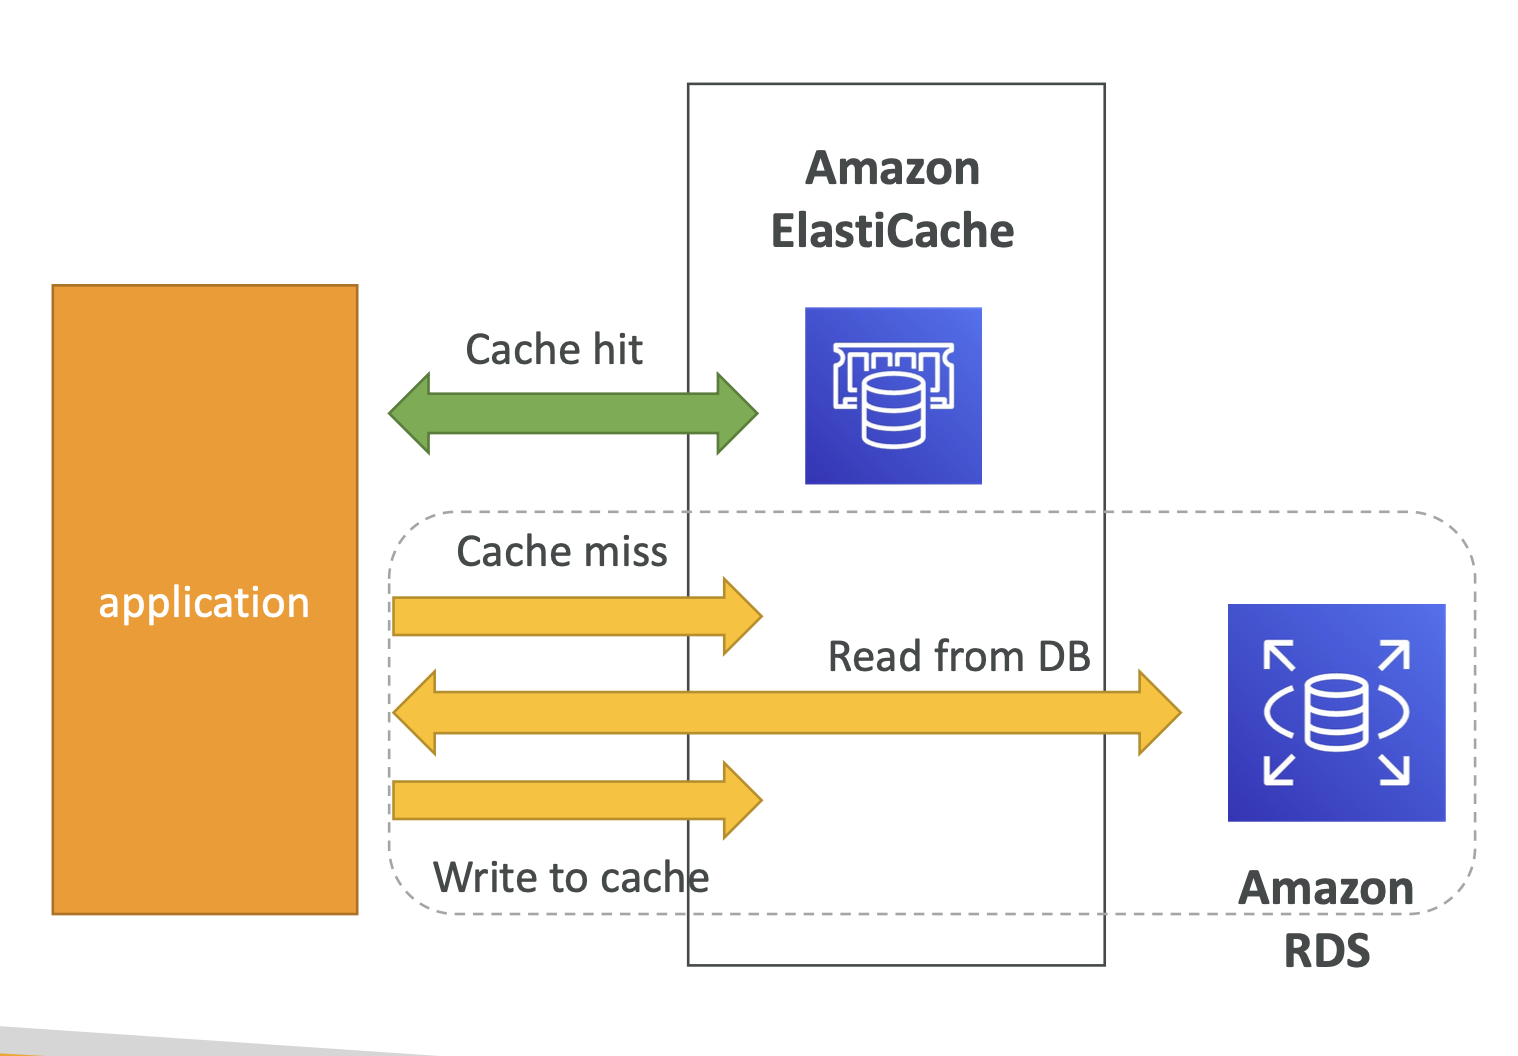 Amazon
ElastiCache
Cache hit
Cache miss
application
Read from DB
Write to cache
Amazon
RDS